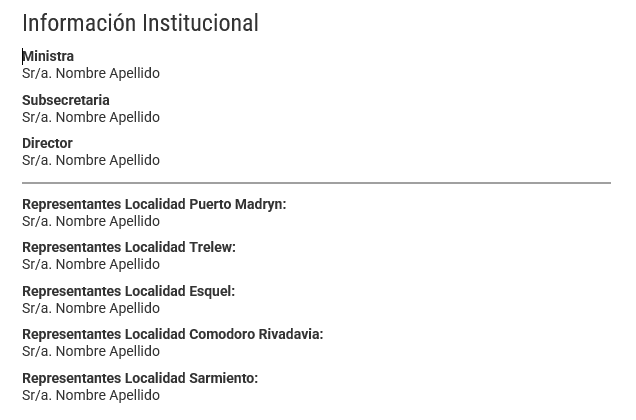 Información Institucional
Ministra
Sr/a. Nombre Apellido
Subsecretaria
Sr/a. Nombre Apellido
Director
Sr/a. Nombre Apellido
Representantes Localidad Puerto Madryn:
Sr/a. Nombre Apellido
Representantes Localidad Trelew:
Sr/a. Nombre Apellido
Representantes Localidad Esquel:
Sr/a. Nombre Apellido
Representantes Localidad Comodoro Rivadavia:
Sr/a. Nombre Apellido
Representantes Localidad Sarmiento:
Sr/a. Nombre Apellido